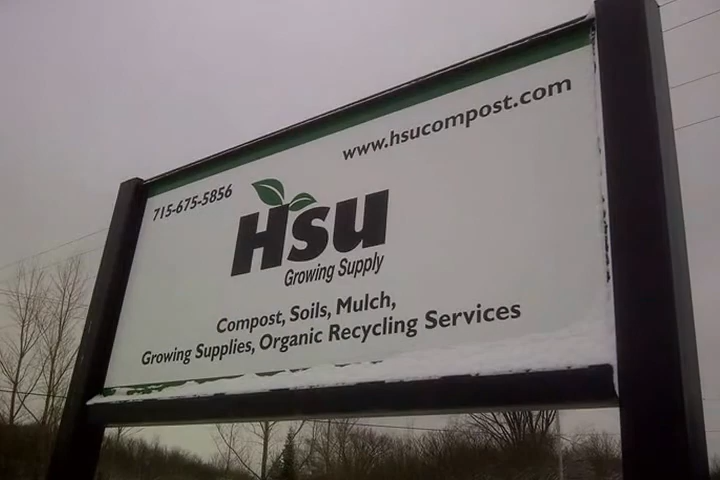 www.hsucompost.com
715-675-5856
Hsu
Growing Supply
Compost, Soils, Mulch,
Growing Supplies, Organic Recycling Services